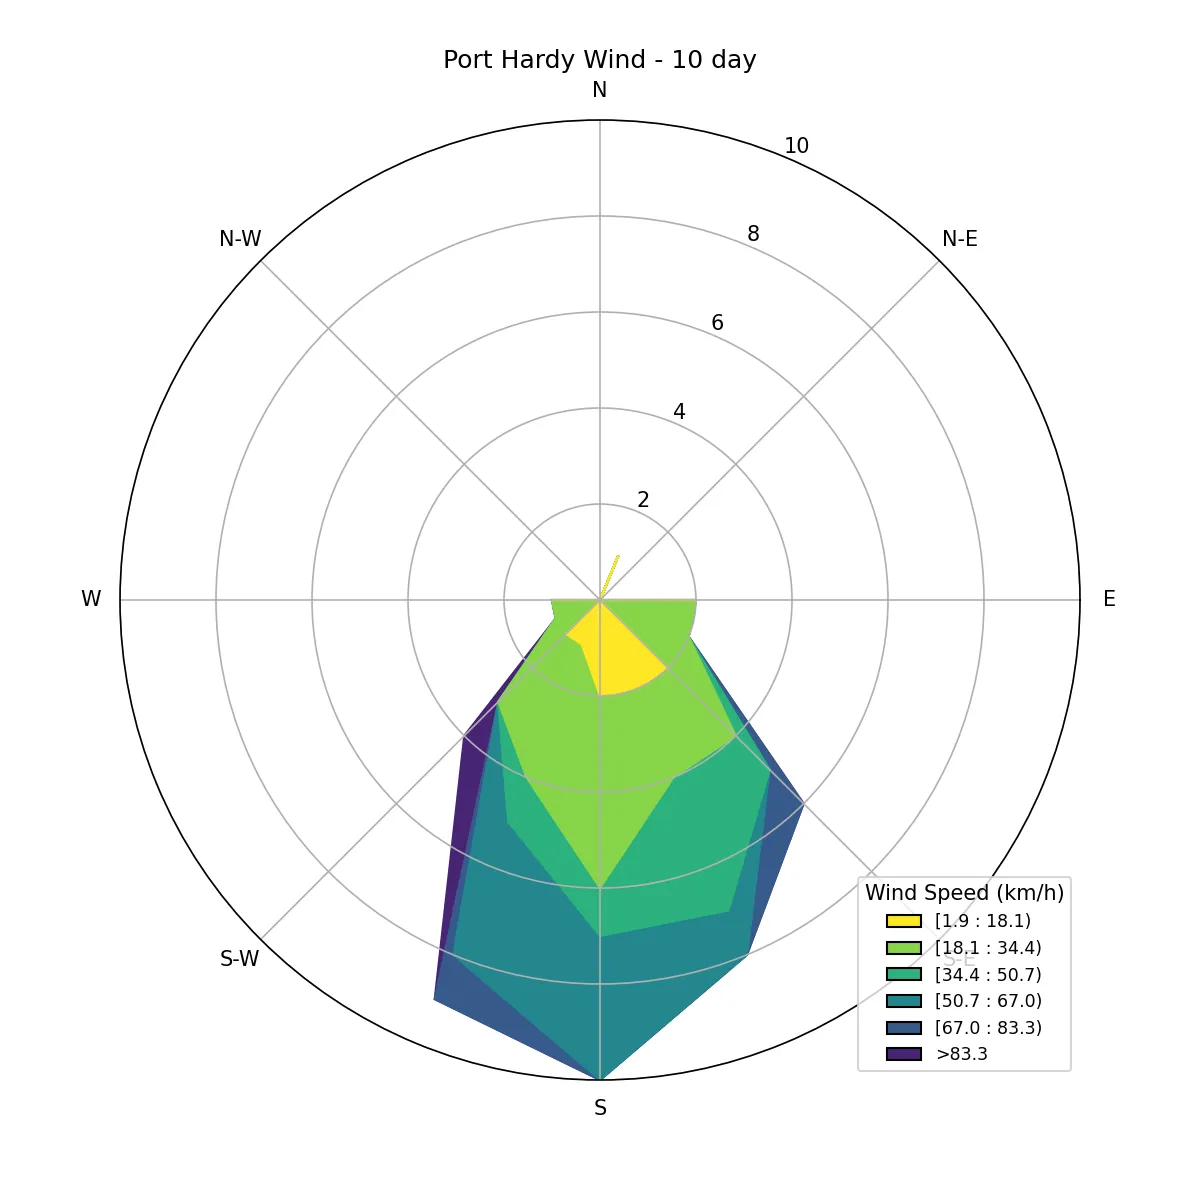 Port Hardy Wind - 10 day
N
10
N-W
8
N-E
6
4
2
W
E
S-W
S-E
S
Wind Speed (km/h)
[1.9 : 18.1)
[18.1 : 34.4)
[34.4 : 50.7)
[50.7 : 67.0)
[67.0 : 83.3)
>83.3